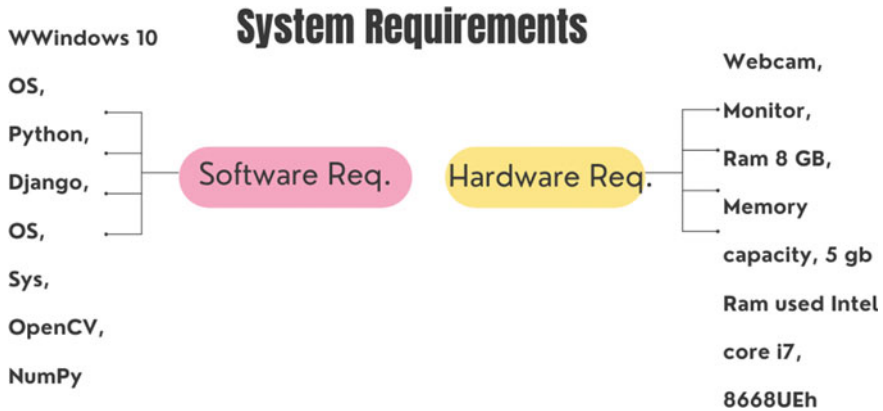 System Requirements
WWindows 10
OS,
Python,
Django,
OS,
Sys,
OpenCV,
NumPy
Software Req.
Hardware Req.
Webcam,
Monitor,
Ram 8 GB,
Memory
capacity, 5 gb
Ram used Intel
core i7,
8668UEh